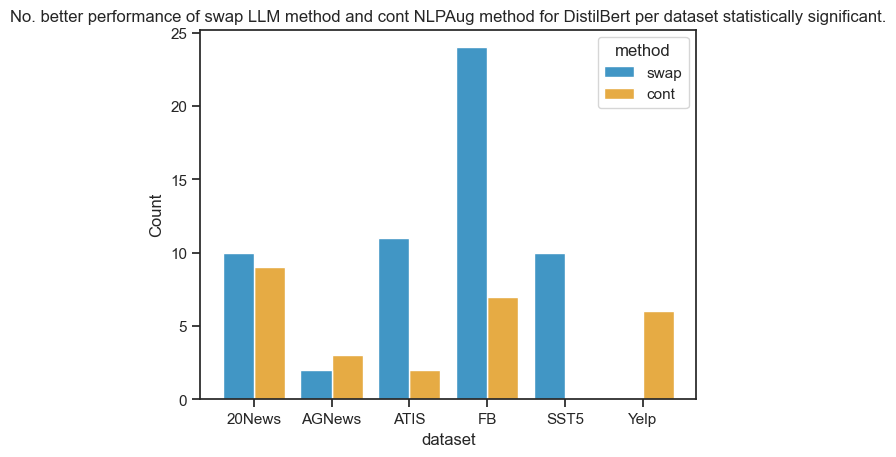 No. better performance of swap LLM method and cont NLPAug method for DistilBert per dataset statistically significant.
25
20
15
10
5
0
Count
method
swap
cont
20News
AGNews
ATIS
FB
SST5
Yelp
dataset